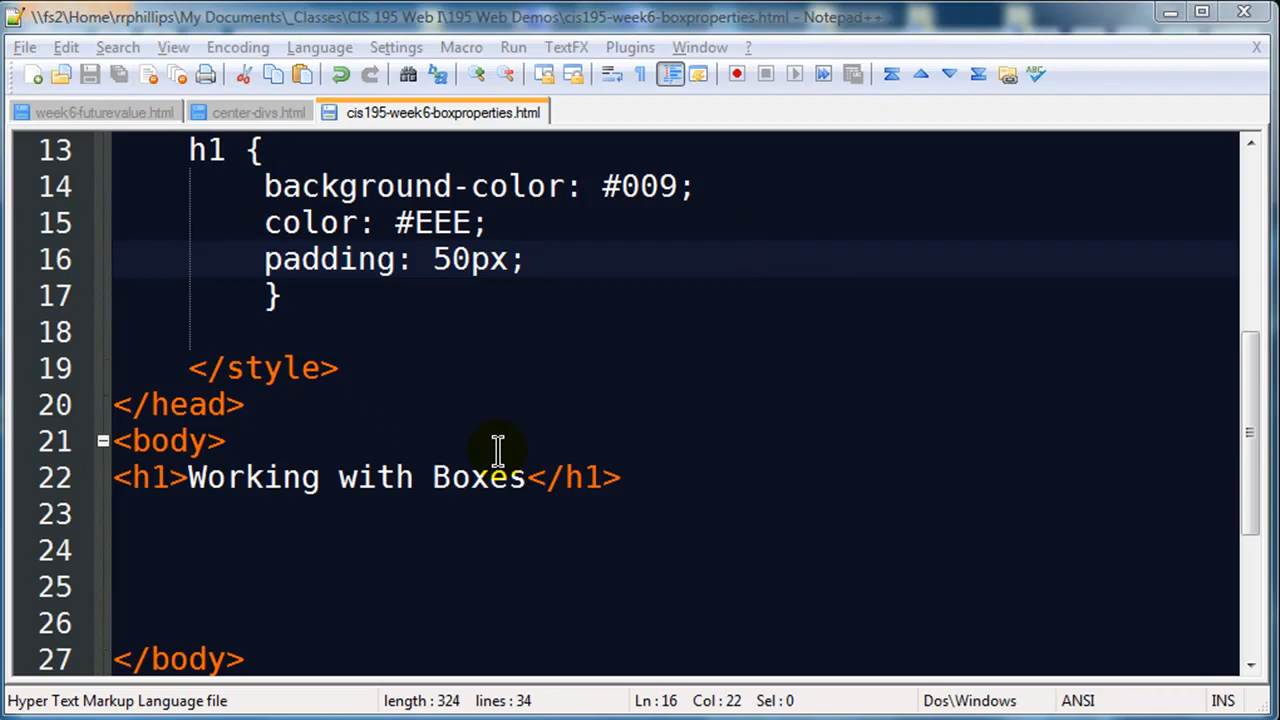 \\fs2\Home\rrphillips\My Documents\_Classes\CIS 195 Web I\195 Web Demos\cis195-week6-boxproperties.html - Notepad++
File Edit Search View Encoding Language Settings Macro Run TextFX Plugins Window ? X
week6-futurevalue.html center-divs.html cis195-week6-boxproperties.html
13 h1 {
14 background-color: #009;
15 color: #EEE;
16 padding: 50px;
17 }
18
19 </style>
20 </head>
21 <body>
22 <h1>Working with Boxes</h1>
23
24
25
26
27 </body>
Hyper Text Markup Language file length : 324 lines : 34 Ln : 16 Col : 22 Sel : 0 Dos\Windows ANSI INS